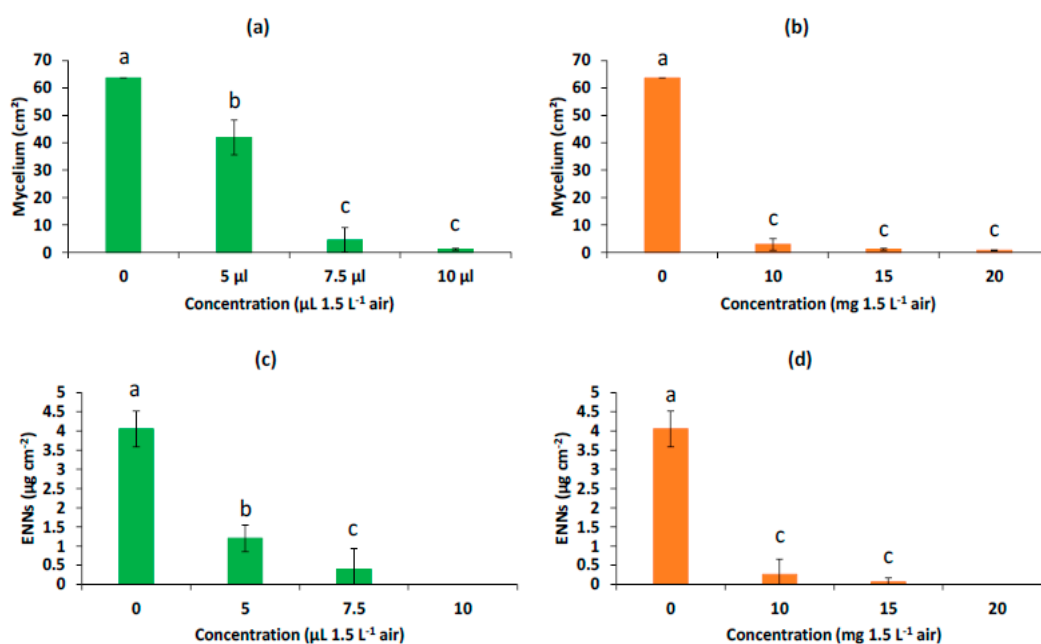 (a)
Mycelium (cm²)
70
60
50
40
30
20
10
0
a
b
c
c
0 5 µl 7.5 µl 10 µl
Concentration (µL 1.5 L⁻¹ air)
(b)
Mycelium (cm²)
70
60
50
40
30
20
10
0
a
c
c
c
0 10 15 20
Concentration (mg 1.5 L⁻¹ air)
(c)
ENNs (µg cm⁻²)
5
4.5
4
3.5
3
2.5
2
1.5
1
0.5
0
a
b
c
0 5 7.5 10
Concentration (µL 1.5 L⁻¹ air)
(d)
ENNs (µg cm⁻²)
5
4.5
4
3.5
3
2.5
2
1.5
1
0.5
0
a
c
c
0 10 15 20
Concentration (mg 1.5 L⁻¹ air)